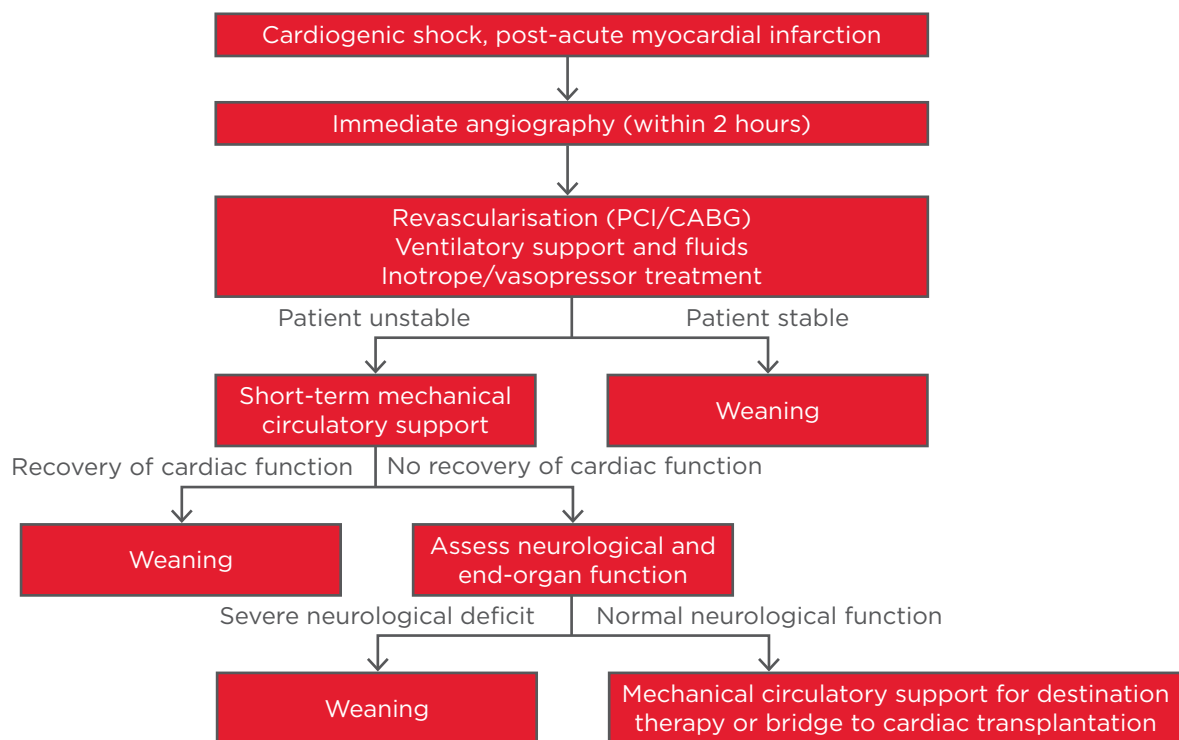 Cardiogenic shock, post-acute myocardial infarction
Immediate angiography (within 2 hours)
Revascularisation (PCI/CABG)
Ventilatory support and fluids
Inotrope/vasopressor treatment
Patient unstable
Patient stable
Short-term mechanical
circulatory support
Weaning
Recovery of cardiac function
No recovery of cardiac function
Weaning
Assess neurological and
end-organ function
Severe neurological deficit
Normal neurological function
Weaning
Mechanical circulatory support for destination
therapy or bridge to cardiac transplantation